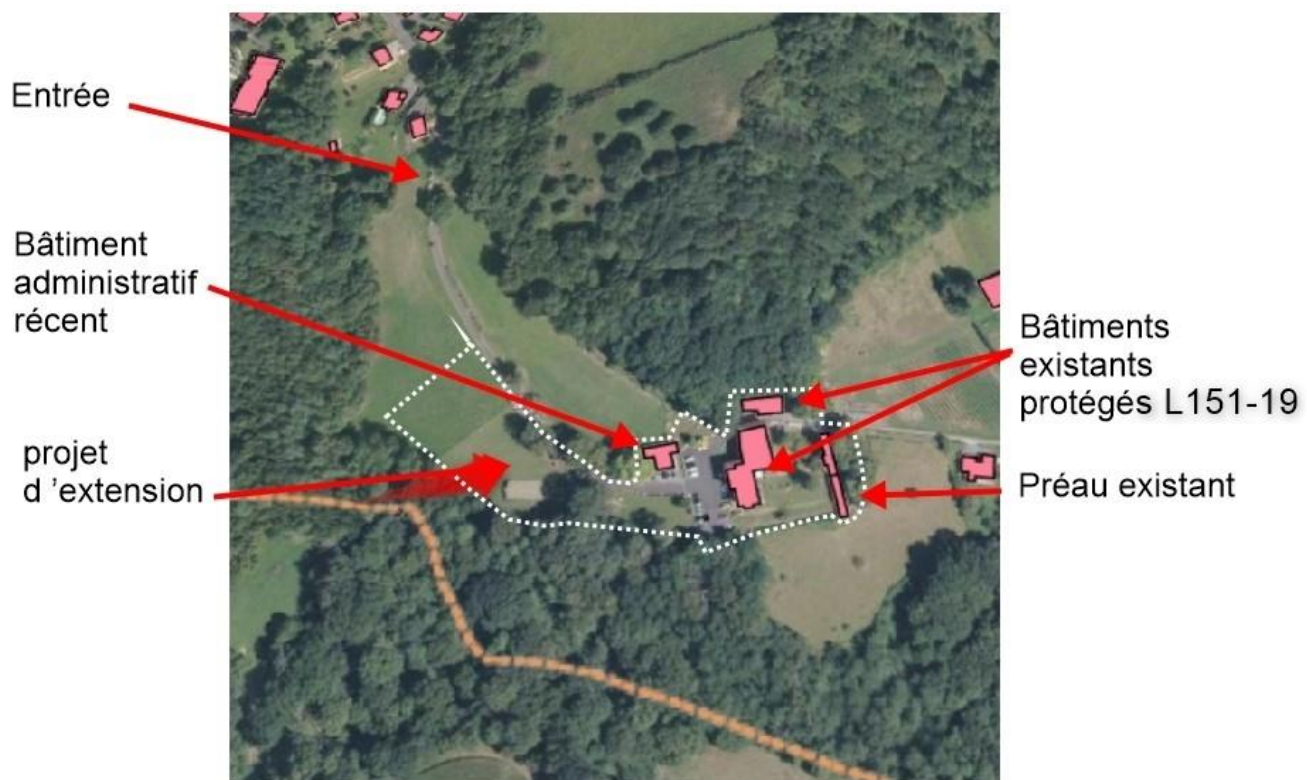 Entrée
Bâtiment
administratif
récent
projet
d ’extension
Bâtiments
existants
protégés L151-19
Préau existant